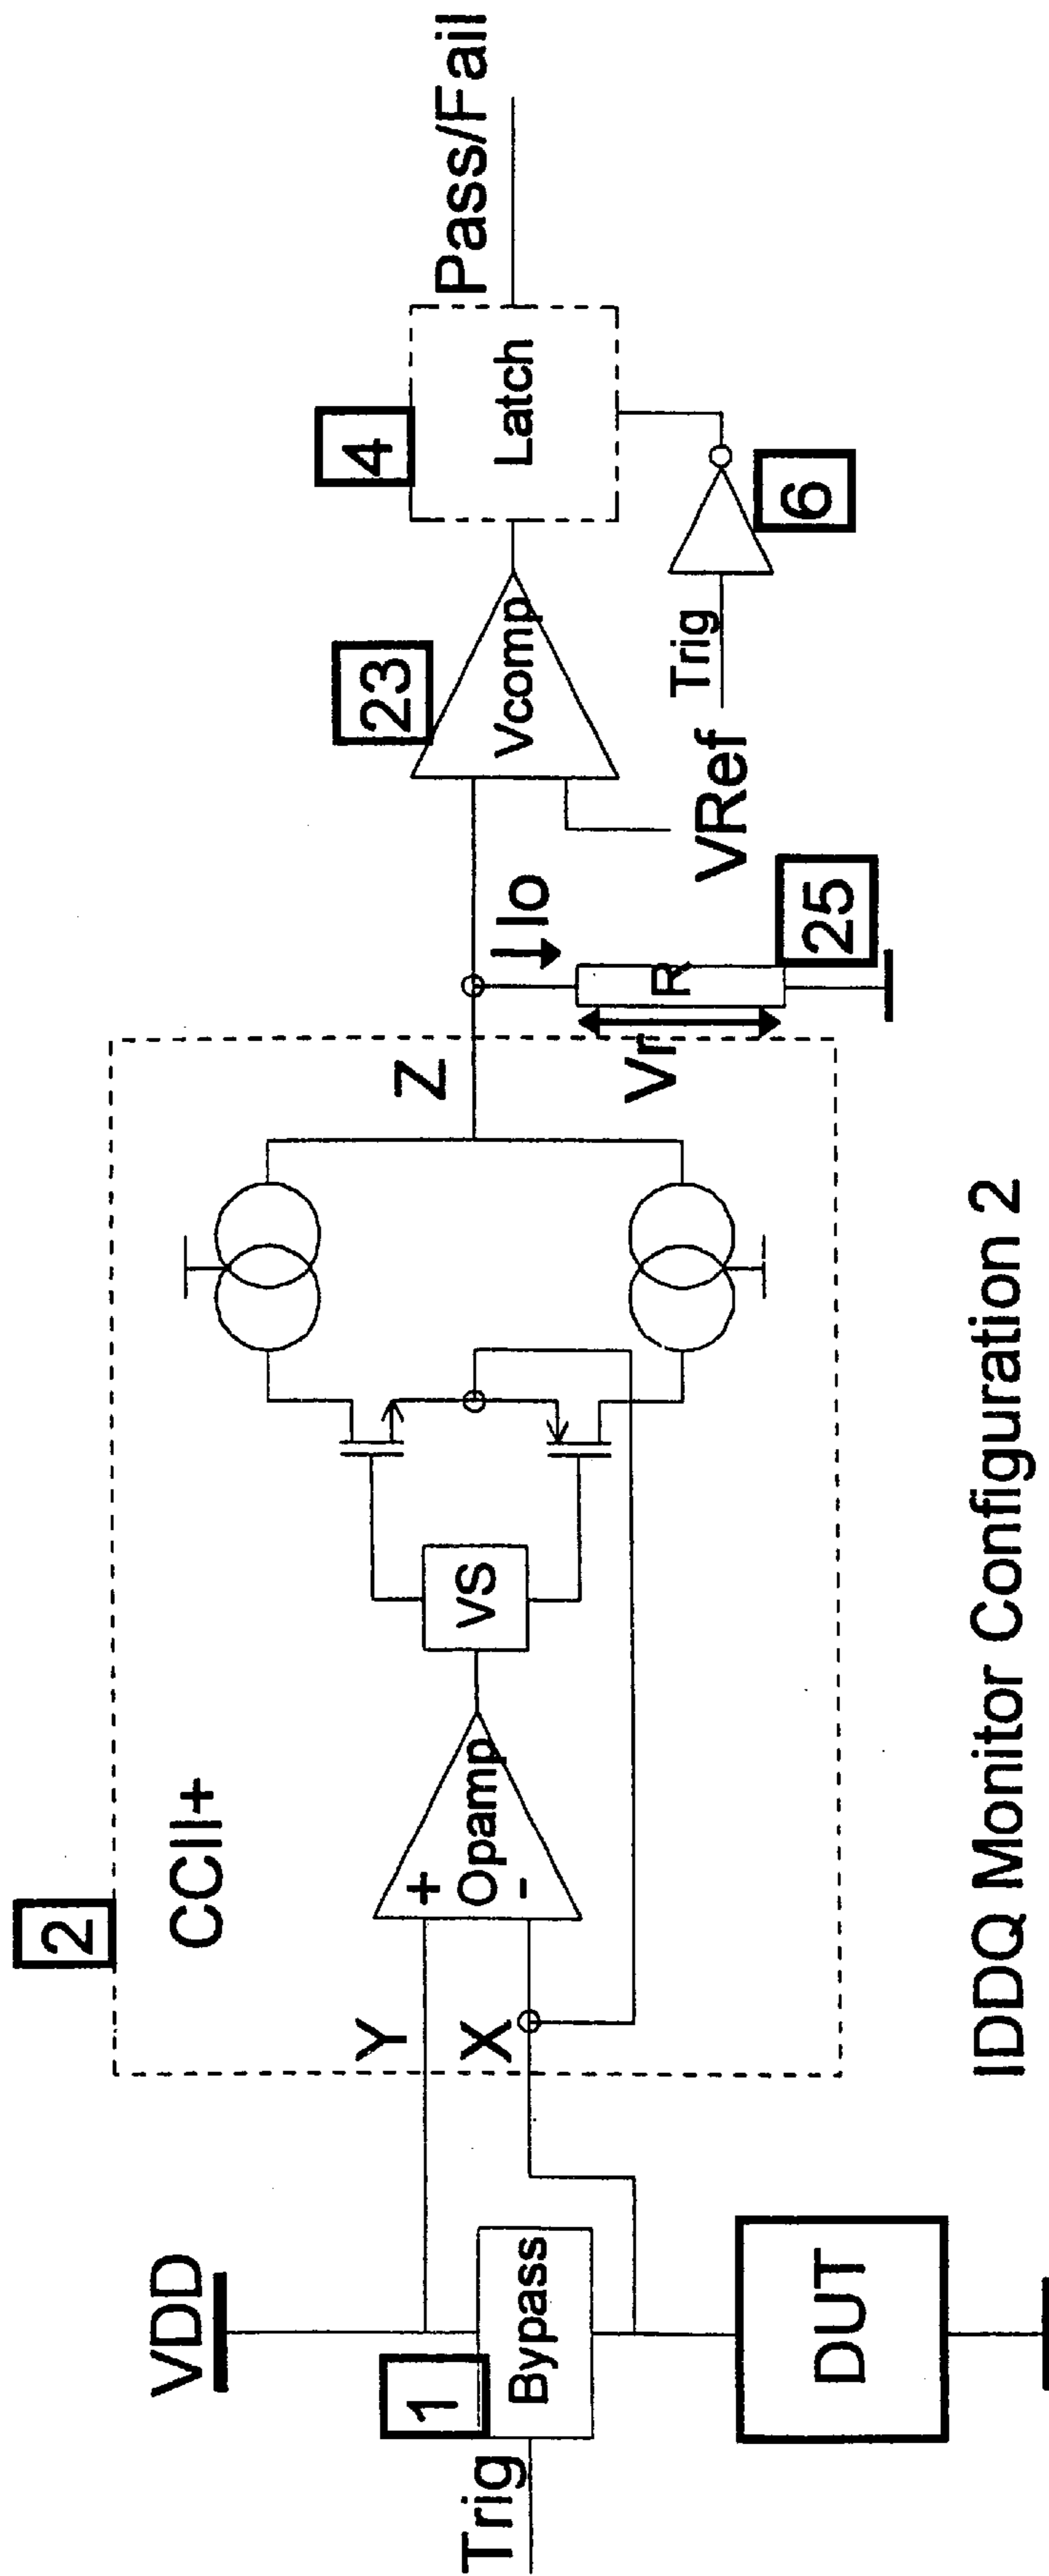 VDD
Trig
1
Bypass
DUT
2
CCII+
Y
X
+
Opamp
-
VS
Z
Io
R
Vr
25
VRef
23
Vcomp
4
Latch
Trig
6
Pass/Fail
IDDQ Monitor Configuration 2